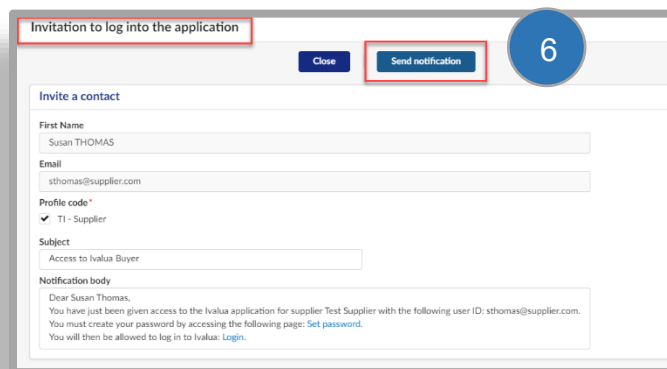 Invitation to log into the application
Close
Send notification
6
Invite a contact
First Name
Susan THOMAS
Email
sthomas@supplier.com
Profile code*
TI - Supplier
Subject
Access to Ivalua Buyer
Notification body
Dear Susan Thomas,
You have just been given access to the Ivalua application for supplier Test Supplier with the following user ID: sthomas@supplier.com.
You must create your password by accessing the following page: Set password.
You will then be allowed to log in to Ivalua: Login.